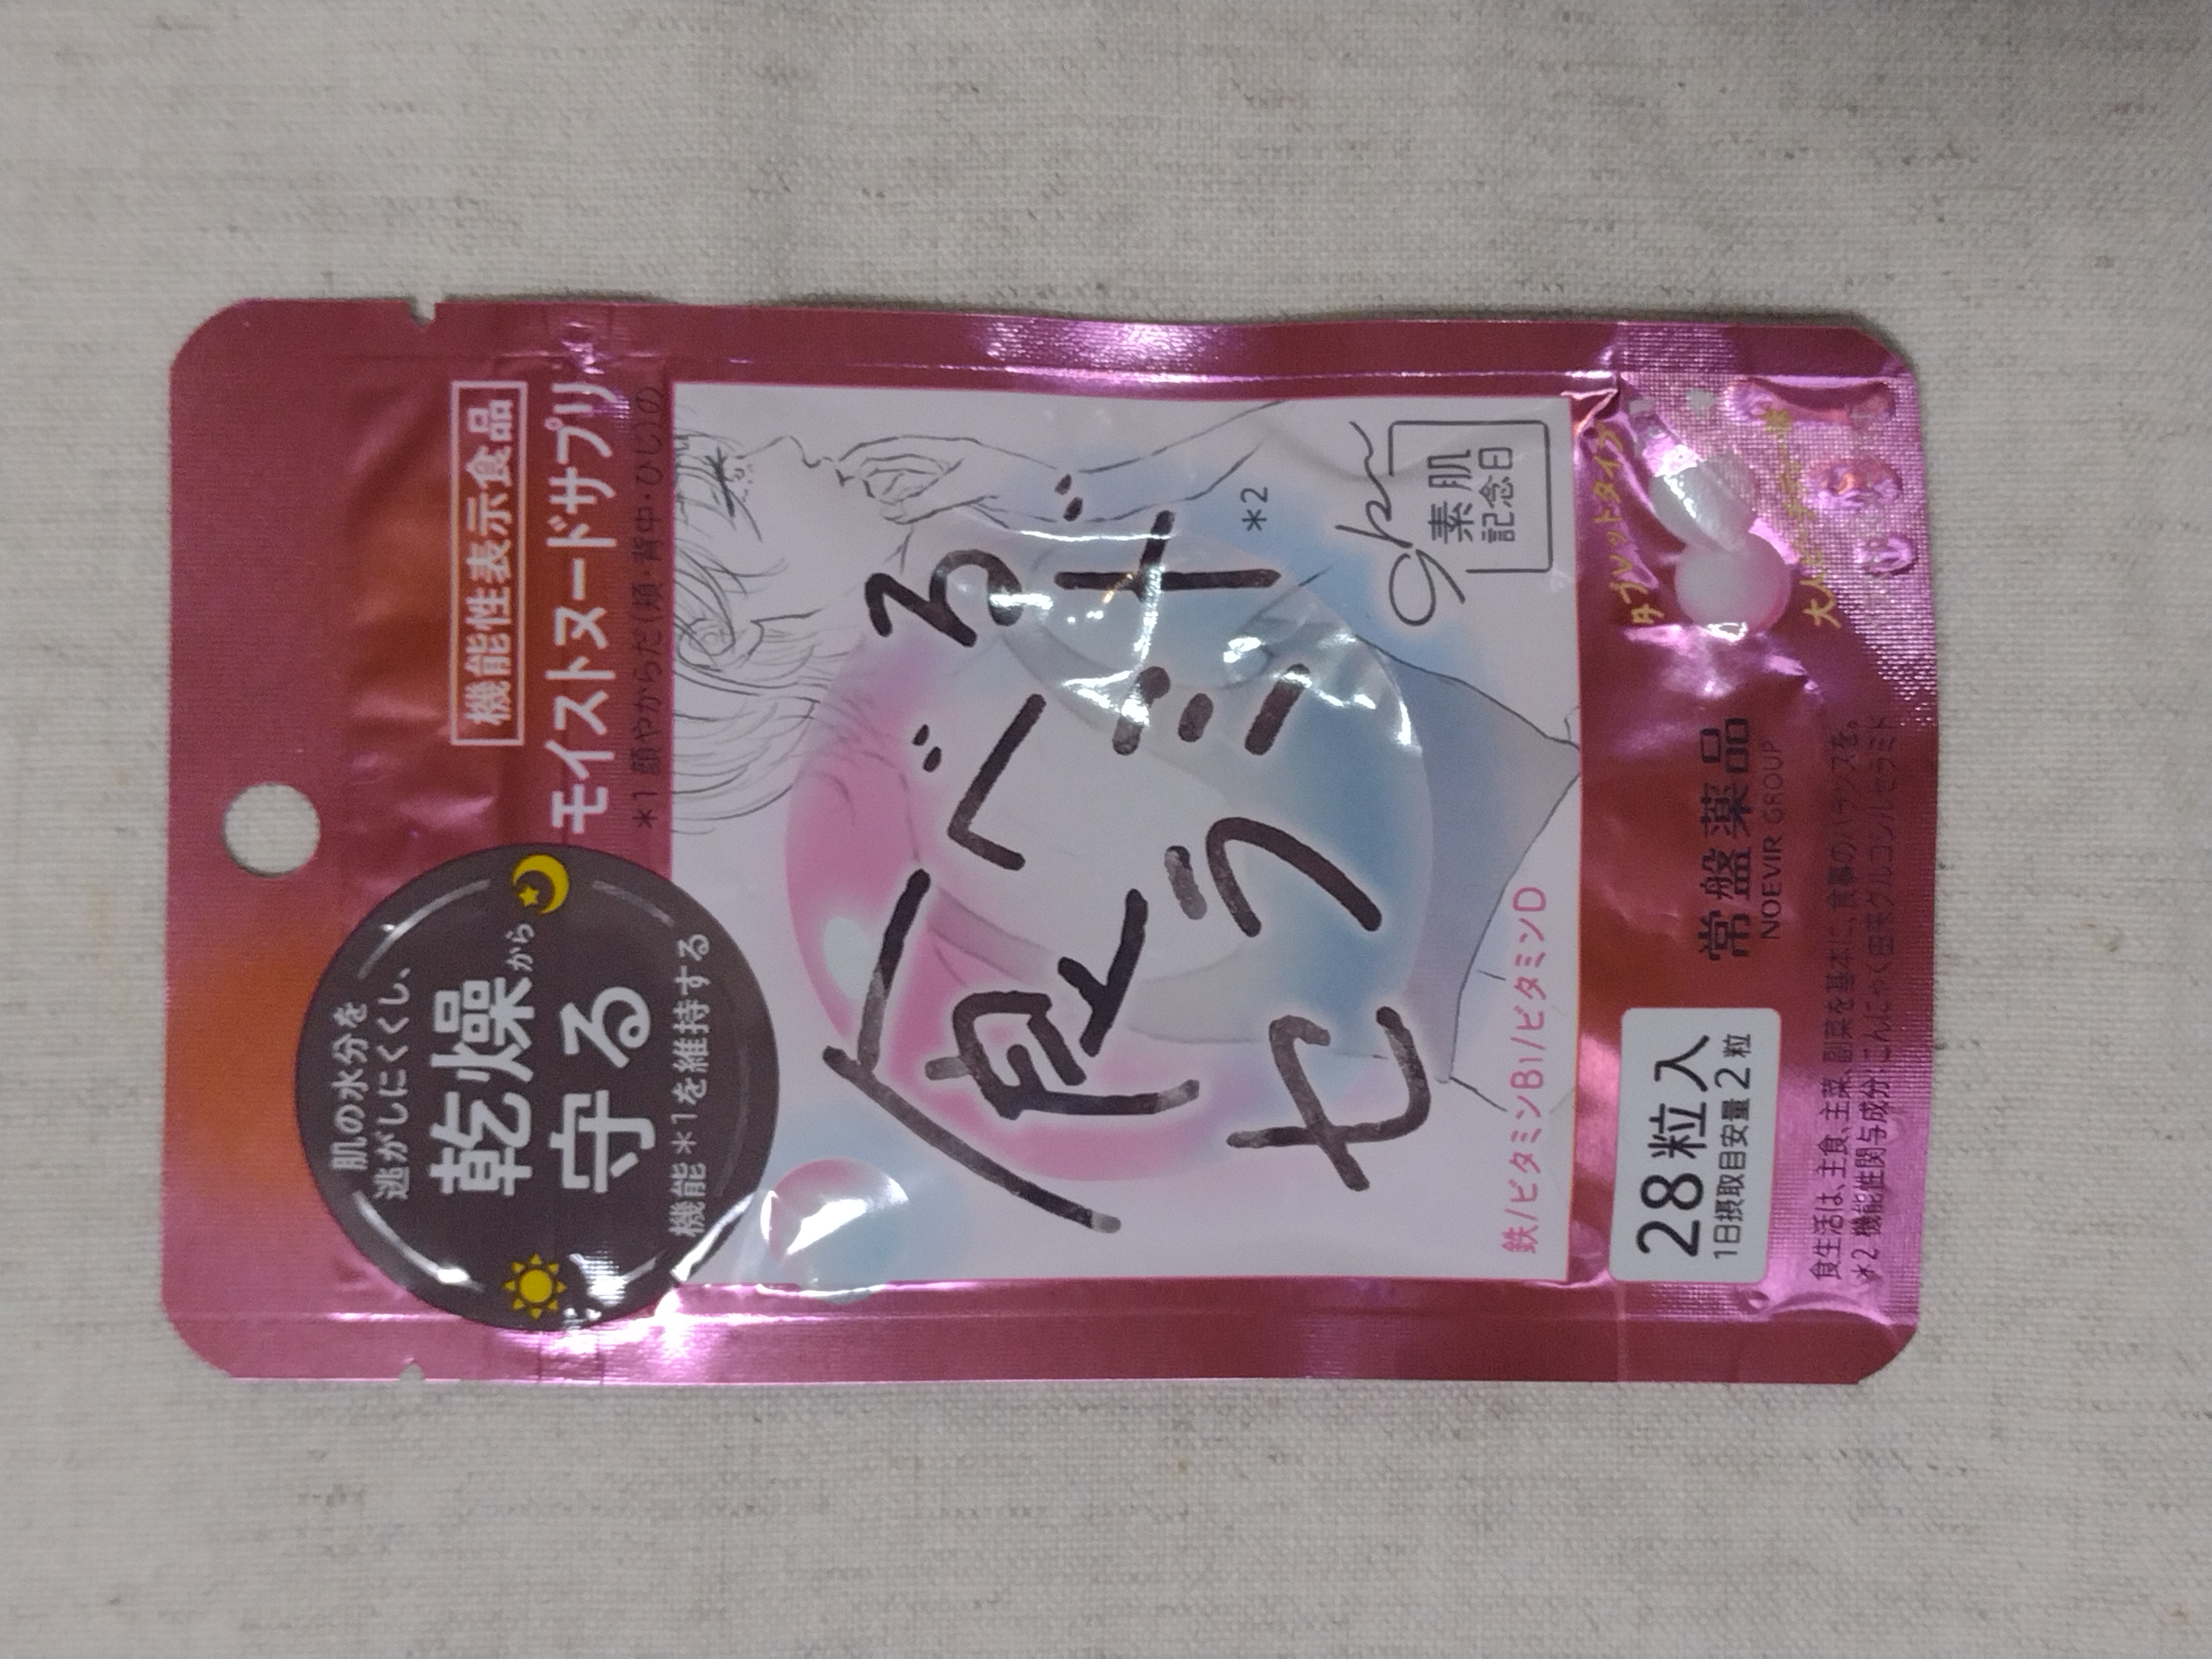 肌の水分を
逃がしにくくし、
乾燥から
守る
機能*1を維持する
機能性表示食品
モイストヌードサプリ
*1 顔やからだ(頬・背中・ひじ)の
食べる
セラミド
*2
素肌
記念日
鉄/ビタミンB1/ビタミンD
タブレットタイプ
28粒入
1日摂取目安量2粒
常盤薬品
NOEVIR GROUP
食生活は、主食、主菜、副菜を基本に、食事のバランスを。
*2 機能性関与成分:こんにゃく由来グルコシルセラミド